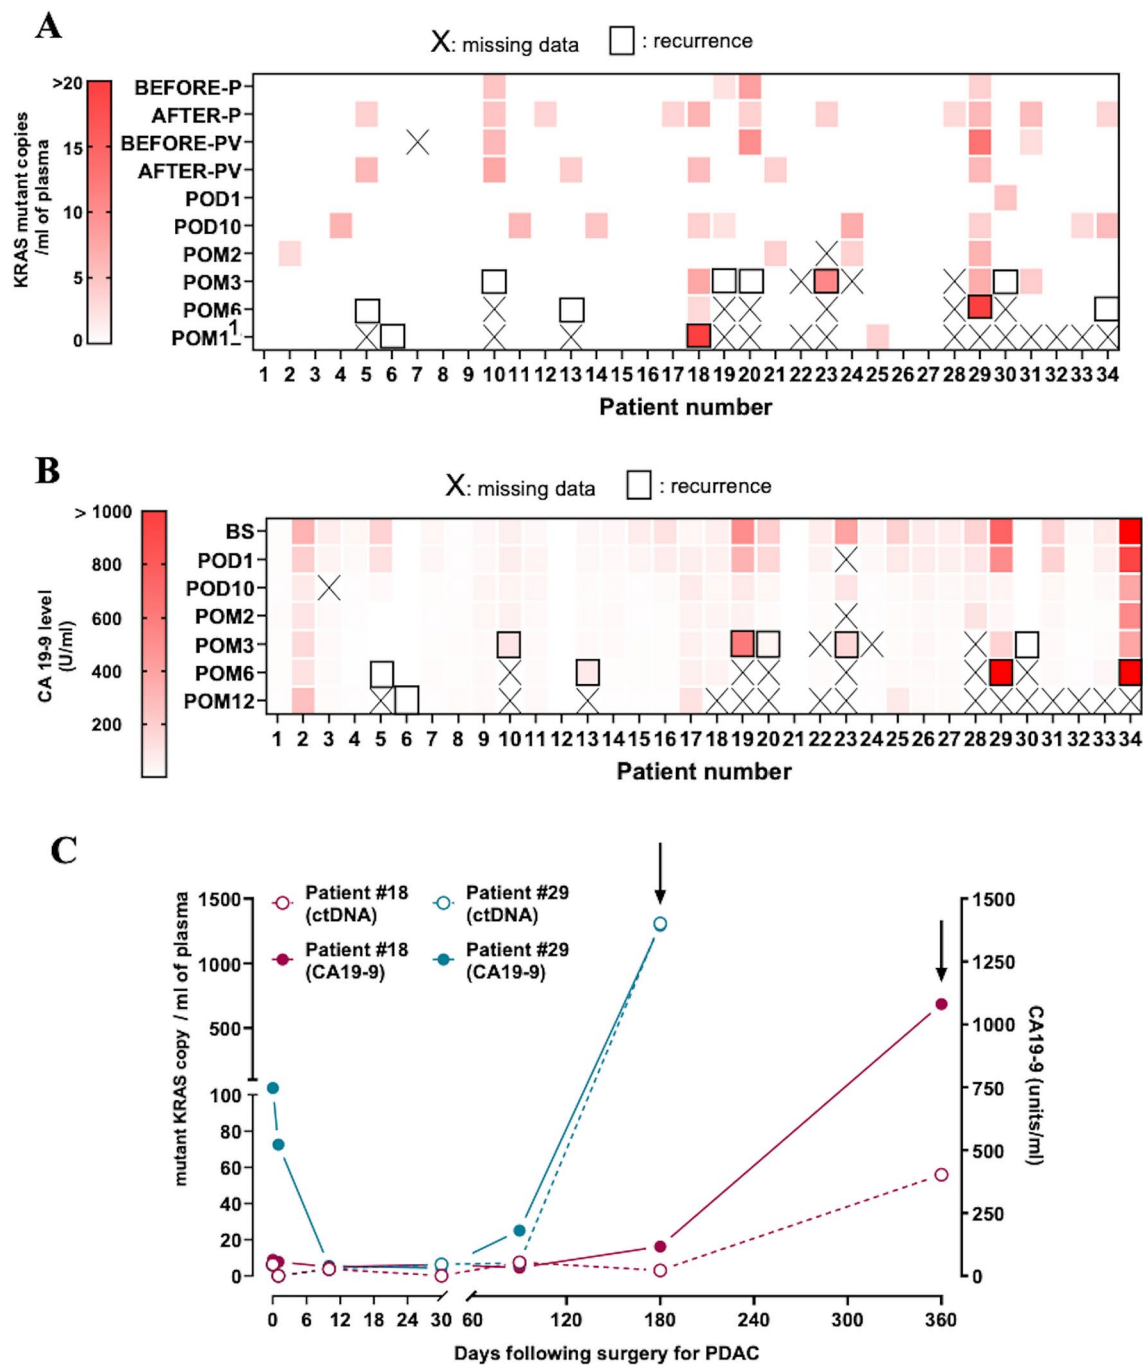 A
X: missing data : recurrence
KRAS mutant copies
/ml of plasma
>20
15
10
5
0
BEFORE-P
AFTER-P
BEFORE-PV
AFTER-PV
POD1
POD10
POM2
POM3
POM6
POM1
1 2 3 4 5 6 7 8 9 10 11 12 13 14 15 16 17 18 19 20 21 22 23 24 25 26 27 28 29 30 31 32 33 34
Patient number
B
X: missing data : recurrence
CA 19-9 level
(U/ml)
> 1000
800
600
400
200
BS
POD1
POD10
POM2
POM3
POM6
POM12
1 2 3 4 5 6 7 8 9 10 11 12 13 14 15 16 17 18 19 20 21 22 23 24 25 26 27 28 29 30 31 32 33 34
Patient number
C
Patient #18
(ctDNA)
Patient #29
(ctDNA)
Patient #18
(CA19-9)
Patient #29
(CA19-9)
mutant KRAS copy / ml of plasma
1500
1000
500
100
80
60
40
20
0
1500
1250
1000
750
500
250
0
CA19-9 (units/ml)
0 6 12 18 24 30 60 120 180 240 300 360
Days following surgery for PDAC